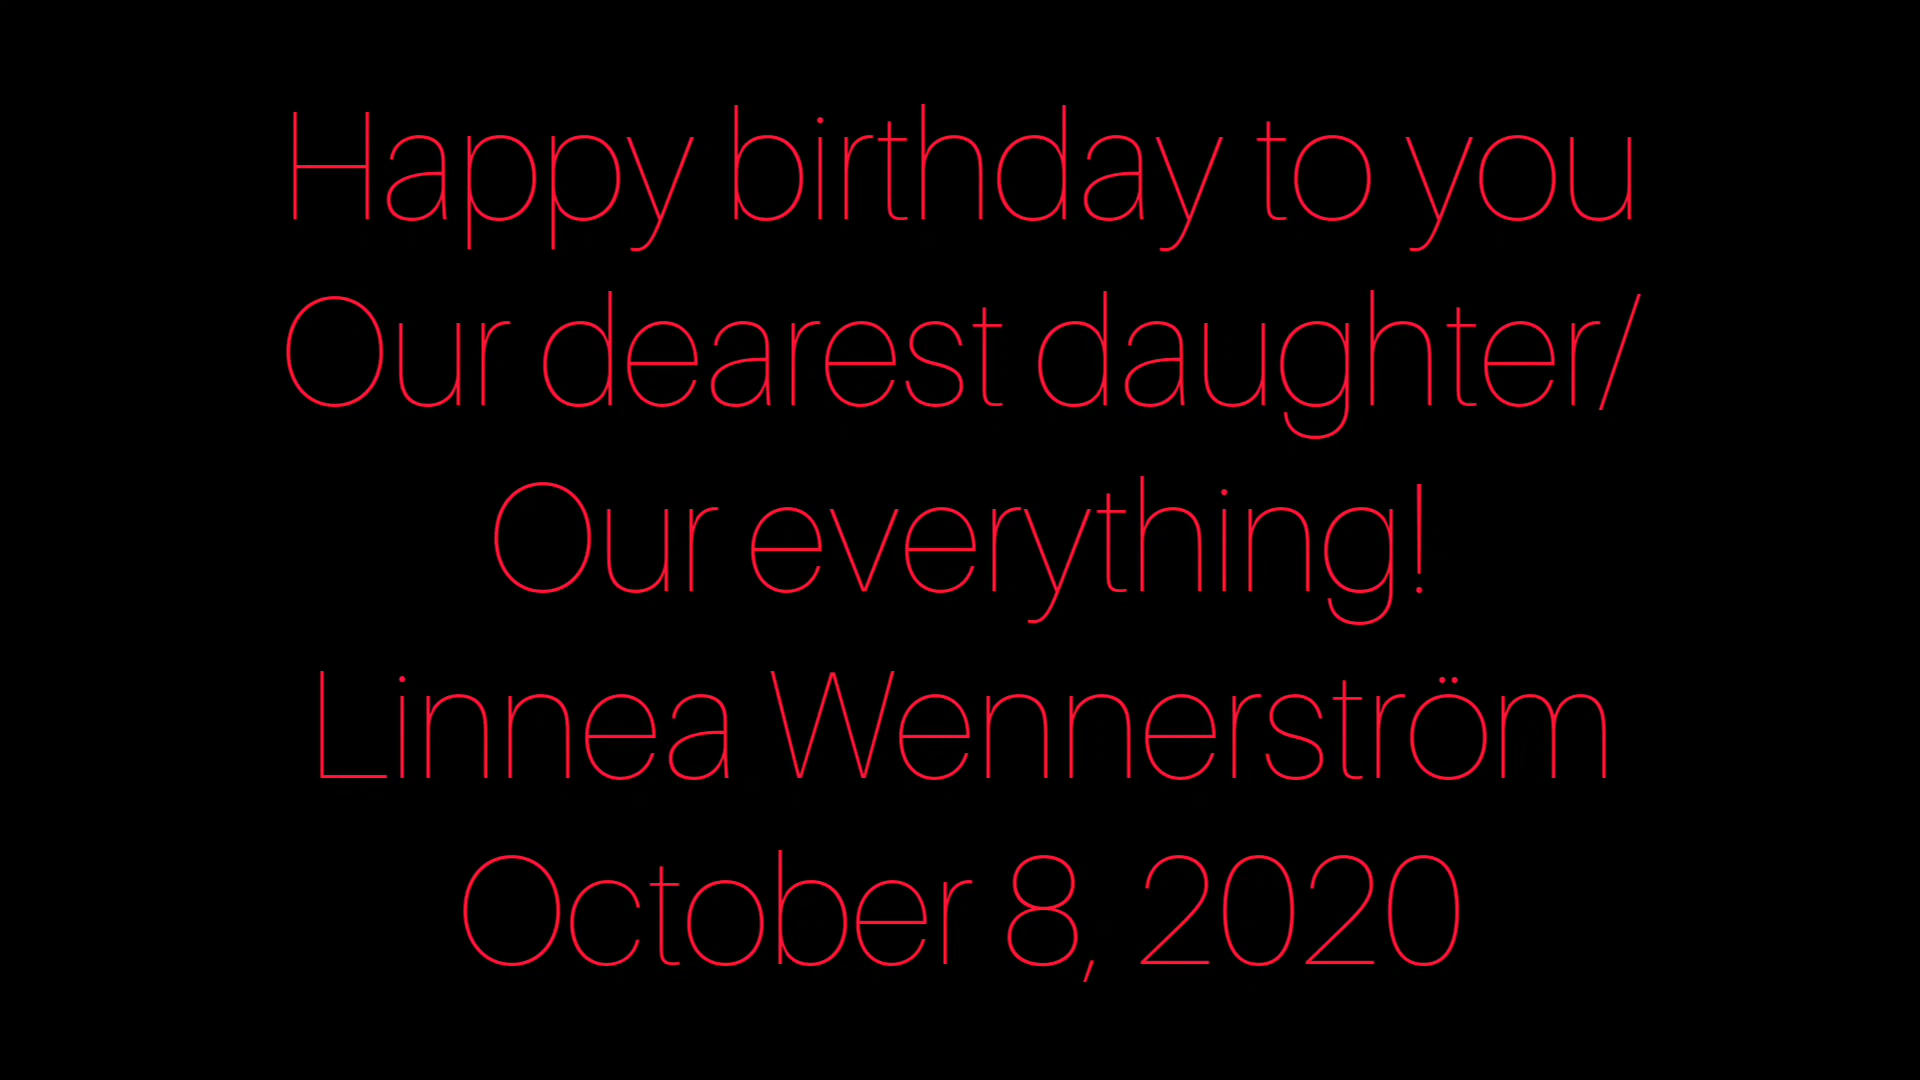 Happy birthday to you
Our dearest daughter/
Our everything!
Linnea Wennerström
October 8, 2020